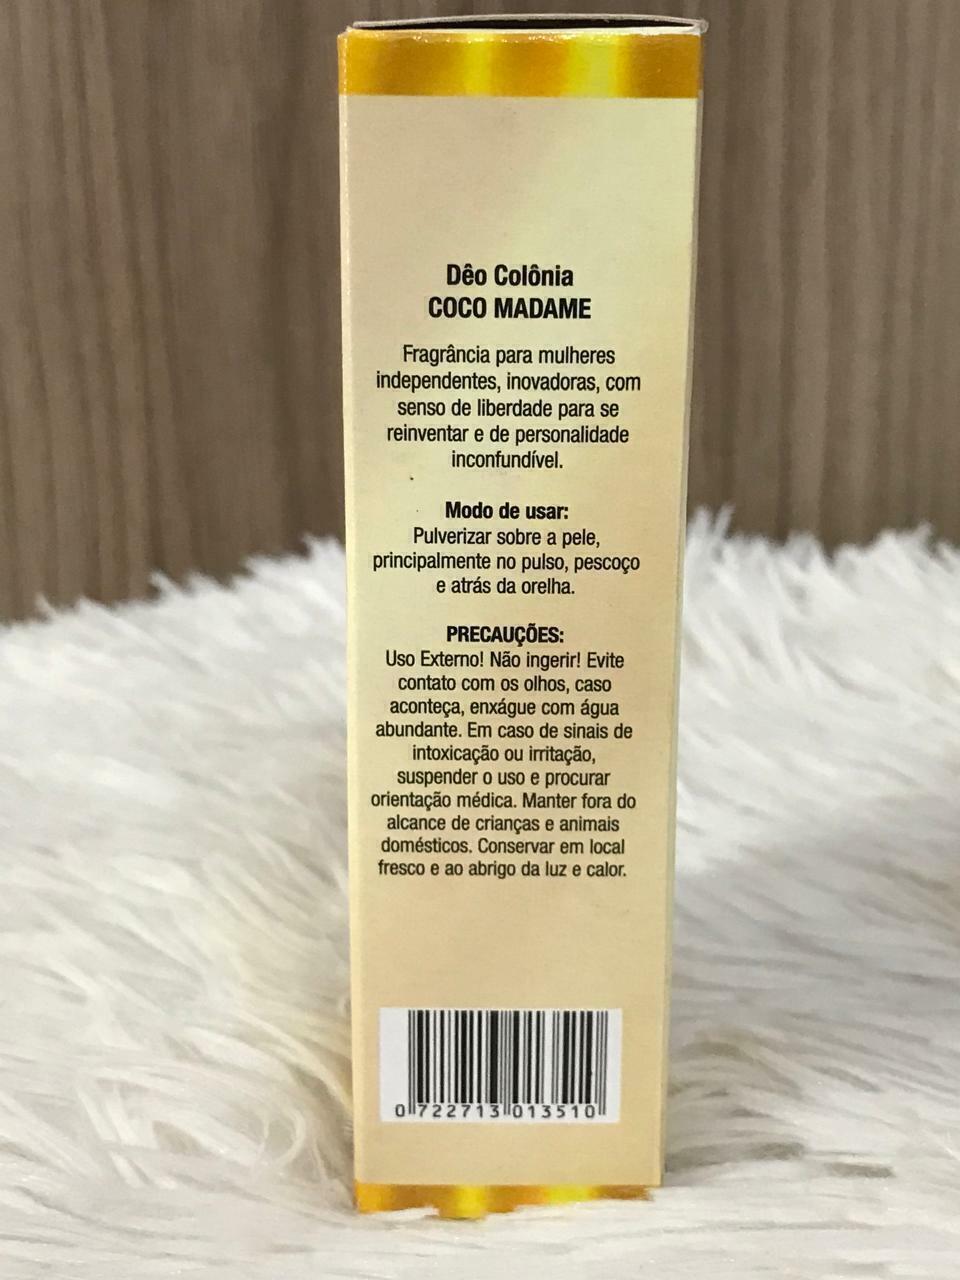 Dêo Colônia
COCO MADAME
Fragrância para mulheres
independentes, inovadoras, com
senso de liberdade para se
reinventar e de personalidade
inconfundível.
Modo de usar:
Pulverizar sobre a pele,
principalmente no pulso, pescoço
e atrás da orelha.
PRECAUÇÕES:
Uso Externo! Não ingerir! Evite
contato com os olhos, caso
aconteça, enxágue com água
abundante. Em caso de sinais de
intoxicação ou irritação,
suspender o uso e procurar
orientação médica. Manter fora do
alcance de crianças e animais
domésticos. Conservar em local
fresco e ao abrigo da luz e calor.
0 722713 013510